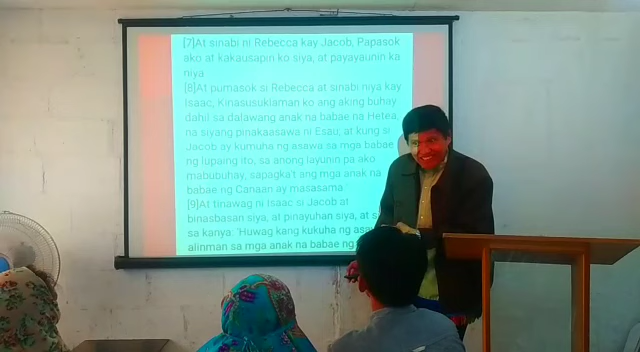 [7]At sinabi ni Rebecca kay Jacob, Papasok
ako at kakausapin ko siya, at payayaunin ka
niya
[8]At pumasok si Rebecca at sinabi niya kay
Isaac, Kinasusuklaman ko ang aking buhay
dahil sa dalawang anak na babae na Hetea,
na siyang pinakaasawa ni Esau, at kung si
Jacob ay kumuha ng asawa sa mga babae
ng lupaing Ito, sa anong layunin pa ako
mabubuhay, sapagka't ang mga anak na
babae ng Canaan ay masasama.
[9]At tinawag ni Isaac si Jacob at
binasbasan siya, at pinayuhan siya, at
sa kanya: 'Huwag kang kukuha ng
alinman sa mga anak na babae ng